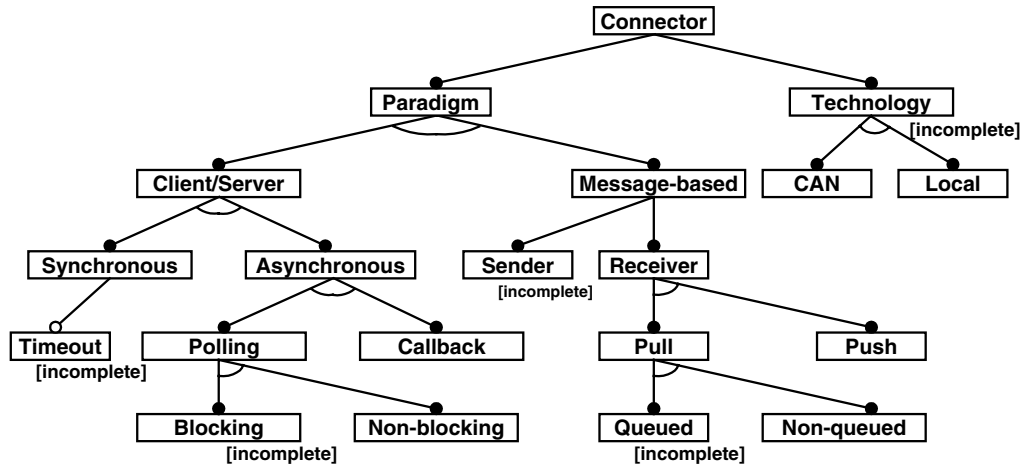 Connector
Paradigm
Technology
[incomplete]
Client/Server
Message-based
CAN
Local
Synchronous
Asynchronous
Sender
Receiver
[incomplete]
Timeout
Polling
Callback
Pull
Push
[incomplete]
Blocking
Non-blocking
Queued
Non-queued
[incomplete]
[incomplete]